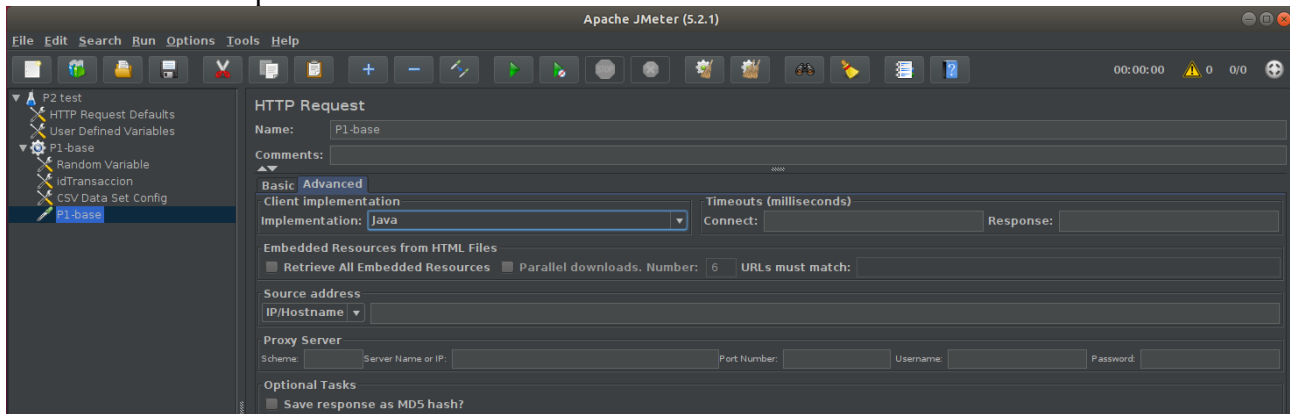 Apache JMeter (5.2.1)
File Edit Search Run Options Tools Help
00:00:00 0 0/0
P2 test
HTTP Request Defaults
User Defined Variables
P1-base
Random Variable
idTransaccion
CSV Data Set Config
P1-base
HTTP Request
Name: P1-base
Comments:
Basic Advanced
Client implementation Timeouts (milliseconds)
Implementation: Java Connect: Response:
Embedded Resources from HTML Files
Retrieve All Embedded Resources Parallel downloads. Number: 6 URLs must match:
Source address
IP/Hostname
Proxy Server
Scheme: Server Name or IP: Port Number: Username: Password:
Optional Tasks
Save response as MD5 hash?